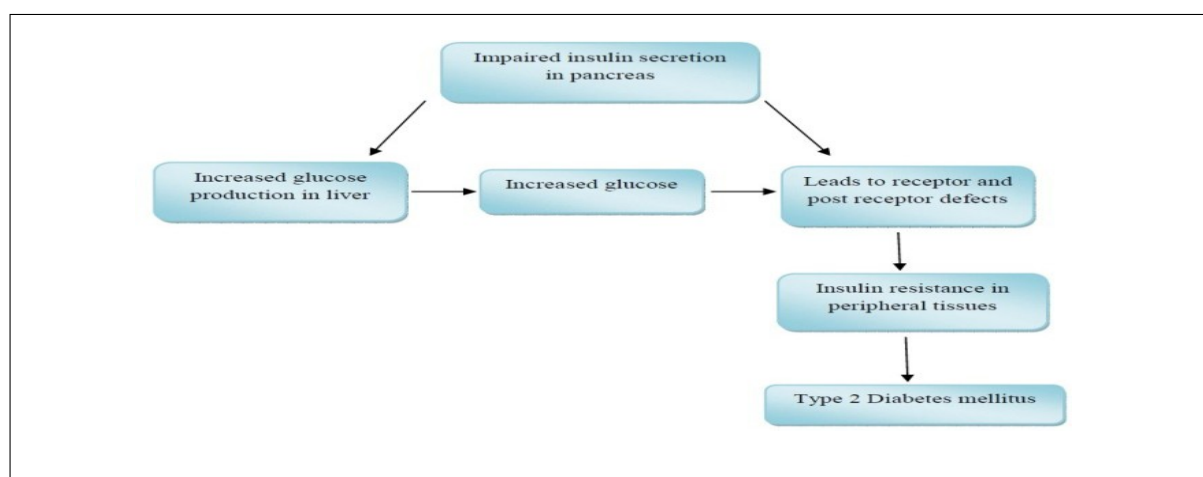 Impaired insulin secretion
in pancreas
Increased glucose
production in liver
Increased glucose
Leads to receptor and
post receptor defects
Insulin resistance in
peripheral tissues
Type 2 Diabetes mellitus